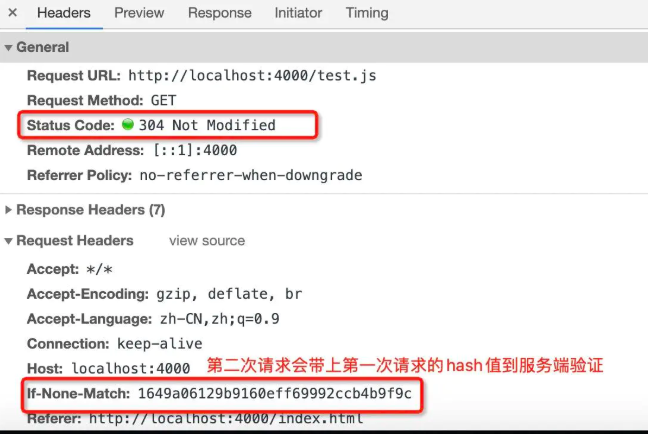 × Headers Preview Response Initiator Timing
▼ General
Request URL: http://localhost:4000/test.js
Request Method: GET
Status Code: 304 Not Modified
Remote Address: [::1]:4000
Referrer Policy: no-referrer-when-downgrade
▶ Response Headers (7)
▼ Request Headers view source
Accept: */*
Accept-Encoding: gzip, deflate, br
Accept-Language: zh-CN,zh;q=0.9
Connection: keep-alive
Host: localhost:4000 第二次请求会带上第一次请求的hash值到服务端验证
If-None-Match: 1649a06129b9160eff69992ccb4b9f9c
Referer: http://localhost:4000/index.html